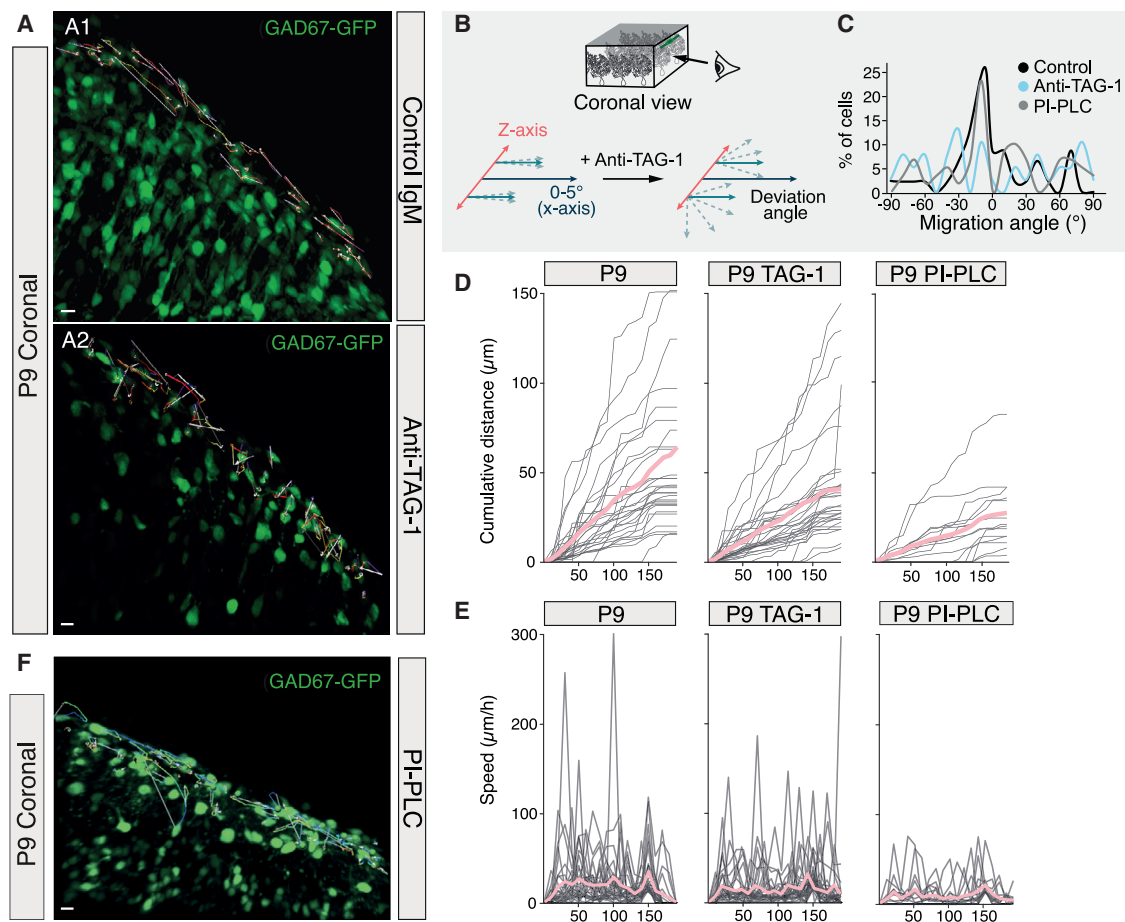 A
A1
(GAD67-GFP
Control IgM
P9 Coronal
A2
(GAD67-GFP
Anti-TAG-1
B
Coronal view
Z-axis
+ Anti-TAG-1
0-5°
(x-axis)
Deviation
angle
C
Control
Anti-TAG-1
PI-PLC
% of cells
25
20
15
10
5
0
-90 -60 -30 0 30 60 90
Migration angle (°)
D
P9
P9 TAG-1
P9 PI-PLC
Cumulative distance (µm)
150
100
50
0
50 100 150
50 100 150
50 100 150
E
P9
P9 TAG-1
P9 PI-PLC
Speed (µm/h)
300
200
100
0
50 100 150
50 100 150
50 100 150
F
(GAD67-GFP
P9 Coronal
PI-PLC